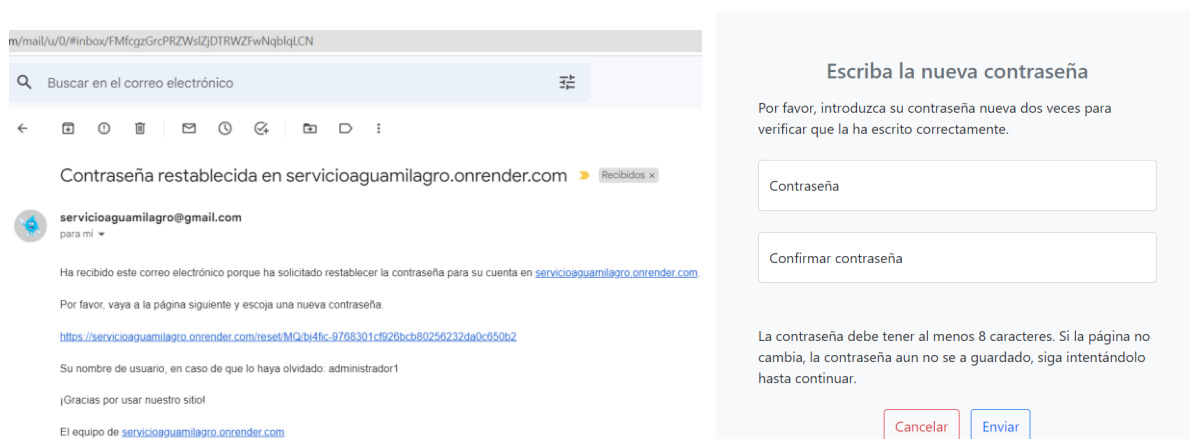 m/mail/u/0/#inbox/FMfcgzGrcPRZWslZjDTRWZFwNqblqLCN
Buscar en el correo electrónico
Contraseña restablecida en servicioaguamilagro.onrender.com Recibidos ×
servicioaguamilagro@gmail.com
para mí
Ha recibido este correo electrónico porque ha solicitado restablecer la contraseña para su cuenta en servicioaguamilagro.onrender.com.
Por favor, vaya a la página siguiente y escoja una nueva contraseña.
https://servicioaguamilagro.onrender.com/reset/MQ/bj4fic-9768301cf926bcb80256232da0c650b2
Su nombre de usuario, en caso de que lo haya olvidado: administrador1
¡Gracias por usar nuestro sitio!
El equipo de servicioaguamilagro.onrender.com
Escriba la nueva contraseña
Por favor, introduzca su contraseña nueva dos veces para
verificar que la ha escrito correctamente.
Contraseña
Confirmar contraseña
La contraseña debe tener al menos 8 caracteres. Si la página no
cambia, la contraseña aun no se a guardado, siga intentándolo
hasta continuar.
Cancelar Enviar